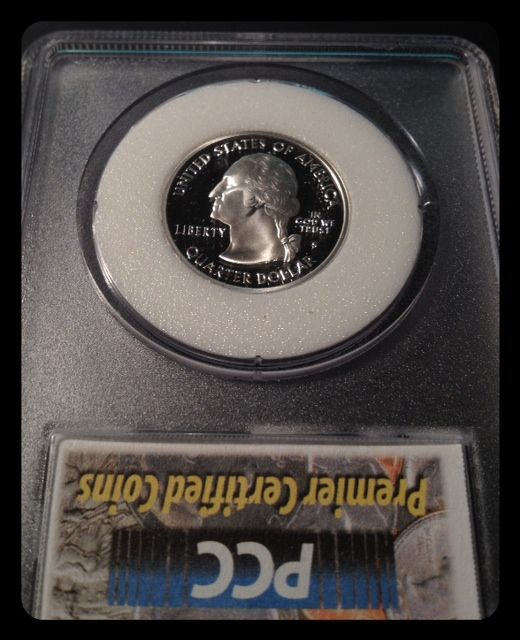 UNITED STATES OF AMERICA
LIBERTY
IN
GOD WE
TRUST
S
QUARTER DOLLAR
Premier Certified Coins
PCC